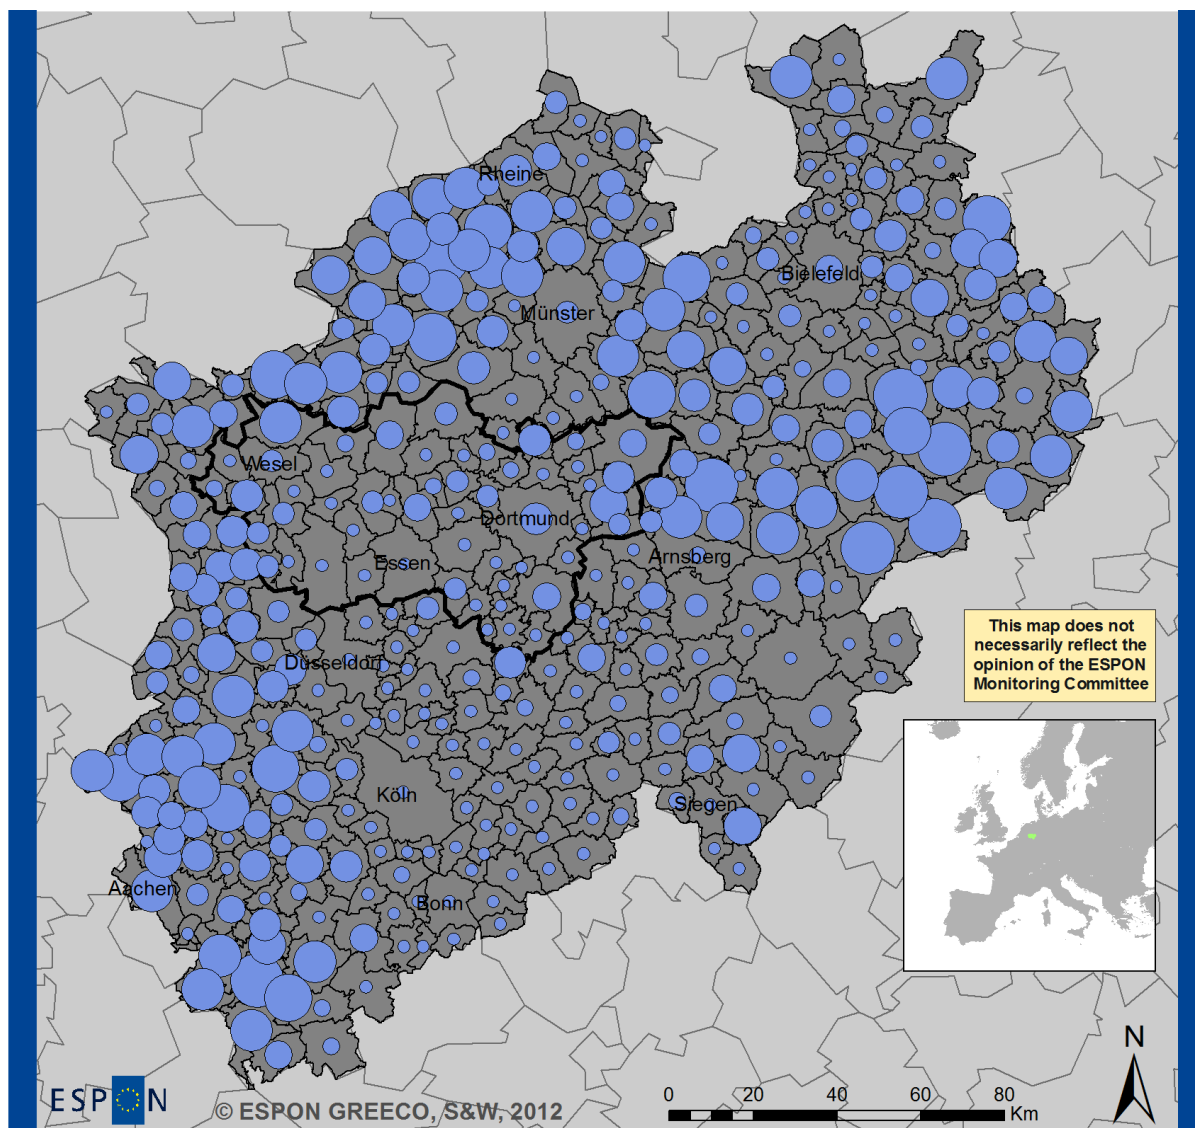 Rheine
Bielefeld
Münster
Wesel
Dortmund
Essen
Arnsberg
This map does not
necessarily reflect the
opinion of the ESPON
Monitoring Committee
Düsseldorf
Köln
Siegen
Aachen
Bonn
N
ESPON
© ESPON GREECO, S&W, 2012
0 20 40 60 80
Km